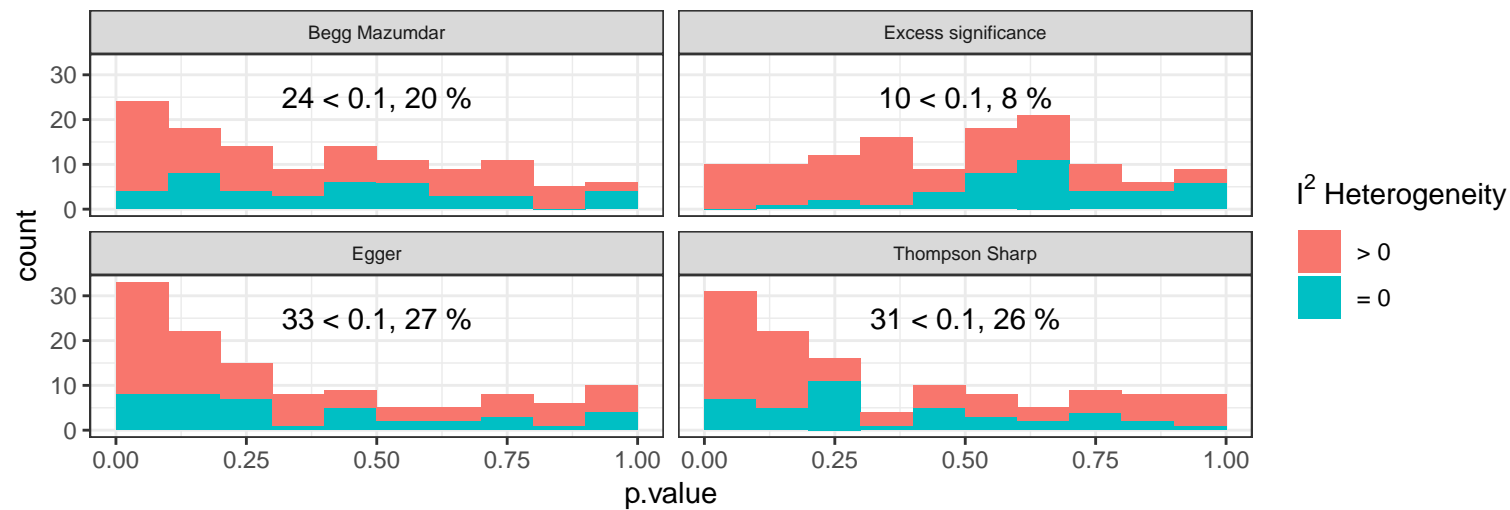 Begg Mazumdar
Excess significance
30
20
10
0
24 < 0.1, 20 %
10 < 0.1, 8 %
Egger
Thompson Sharp
30
20
10
0
33 < 0.1, 27 %
31 < 0.1, 26 %
0.00 0.25 0.50 0.75 1.00
0.00 0.25 0.50 0.75 1.00
p.value
count
I² Heterogeneity
> 0
= 0